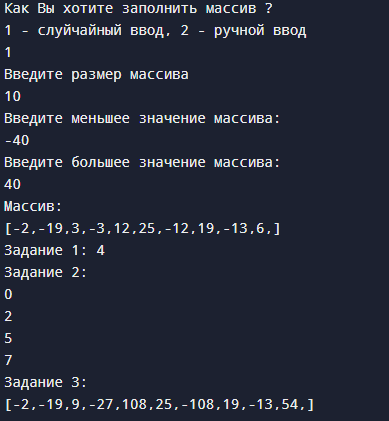 Как Вы хотите заполнить массив ?
1 - слуйчайный ввод, 2 - ручной ввод
1
Введите размер массива
10
Введите меньшее значение массива:
-40
Введите большее значение массива:
40
Массив:
[-2,-19,3,-3,12,25,-12,19,-13,6,]
Задание 1: 4
Задание 2:
0
2
5
7
Задание 3:
[-2,-19,9,-27,108,25,-108,19,-13,54,]